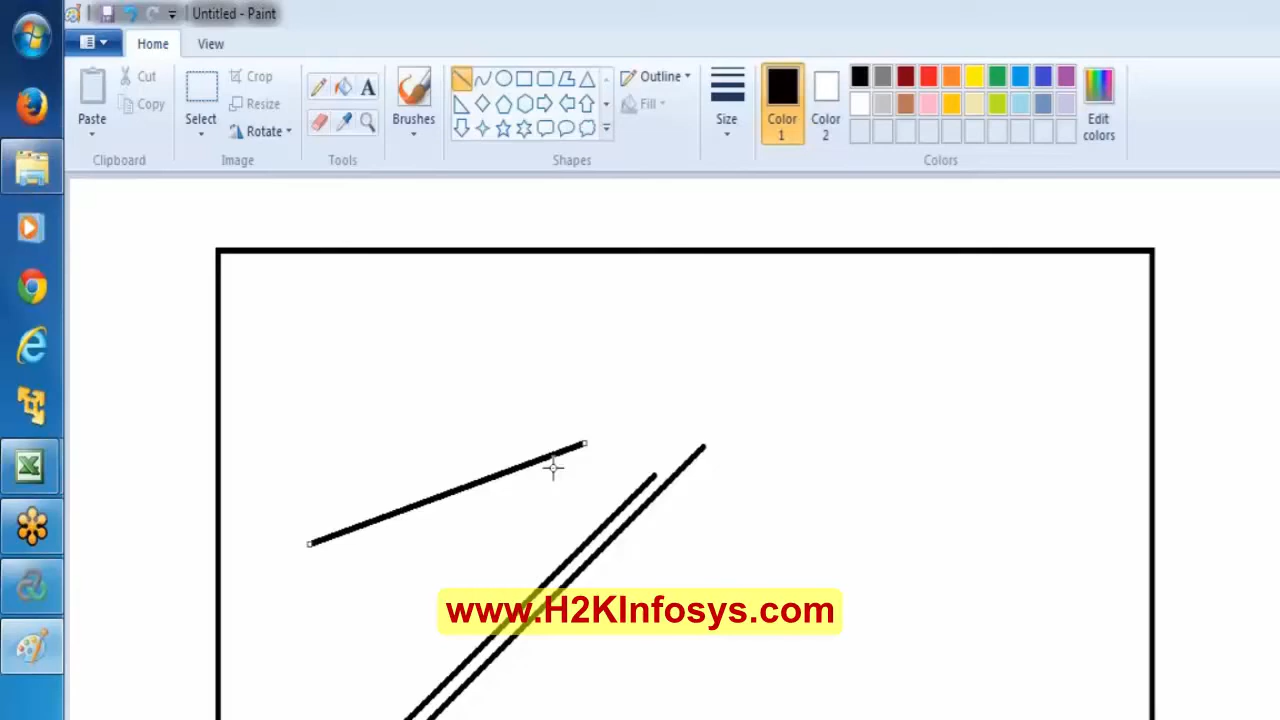 Untitled - Paint
Home View
Cut
Copy
Paste
Clipboard
Crop
Resize
Rotate
Select
Image
A
Tools
Brushes
Outline
Fill
Shapes
Size
Color 1
Color 2
Edit colors
Colors
www.H2KInfosys.com